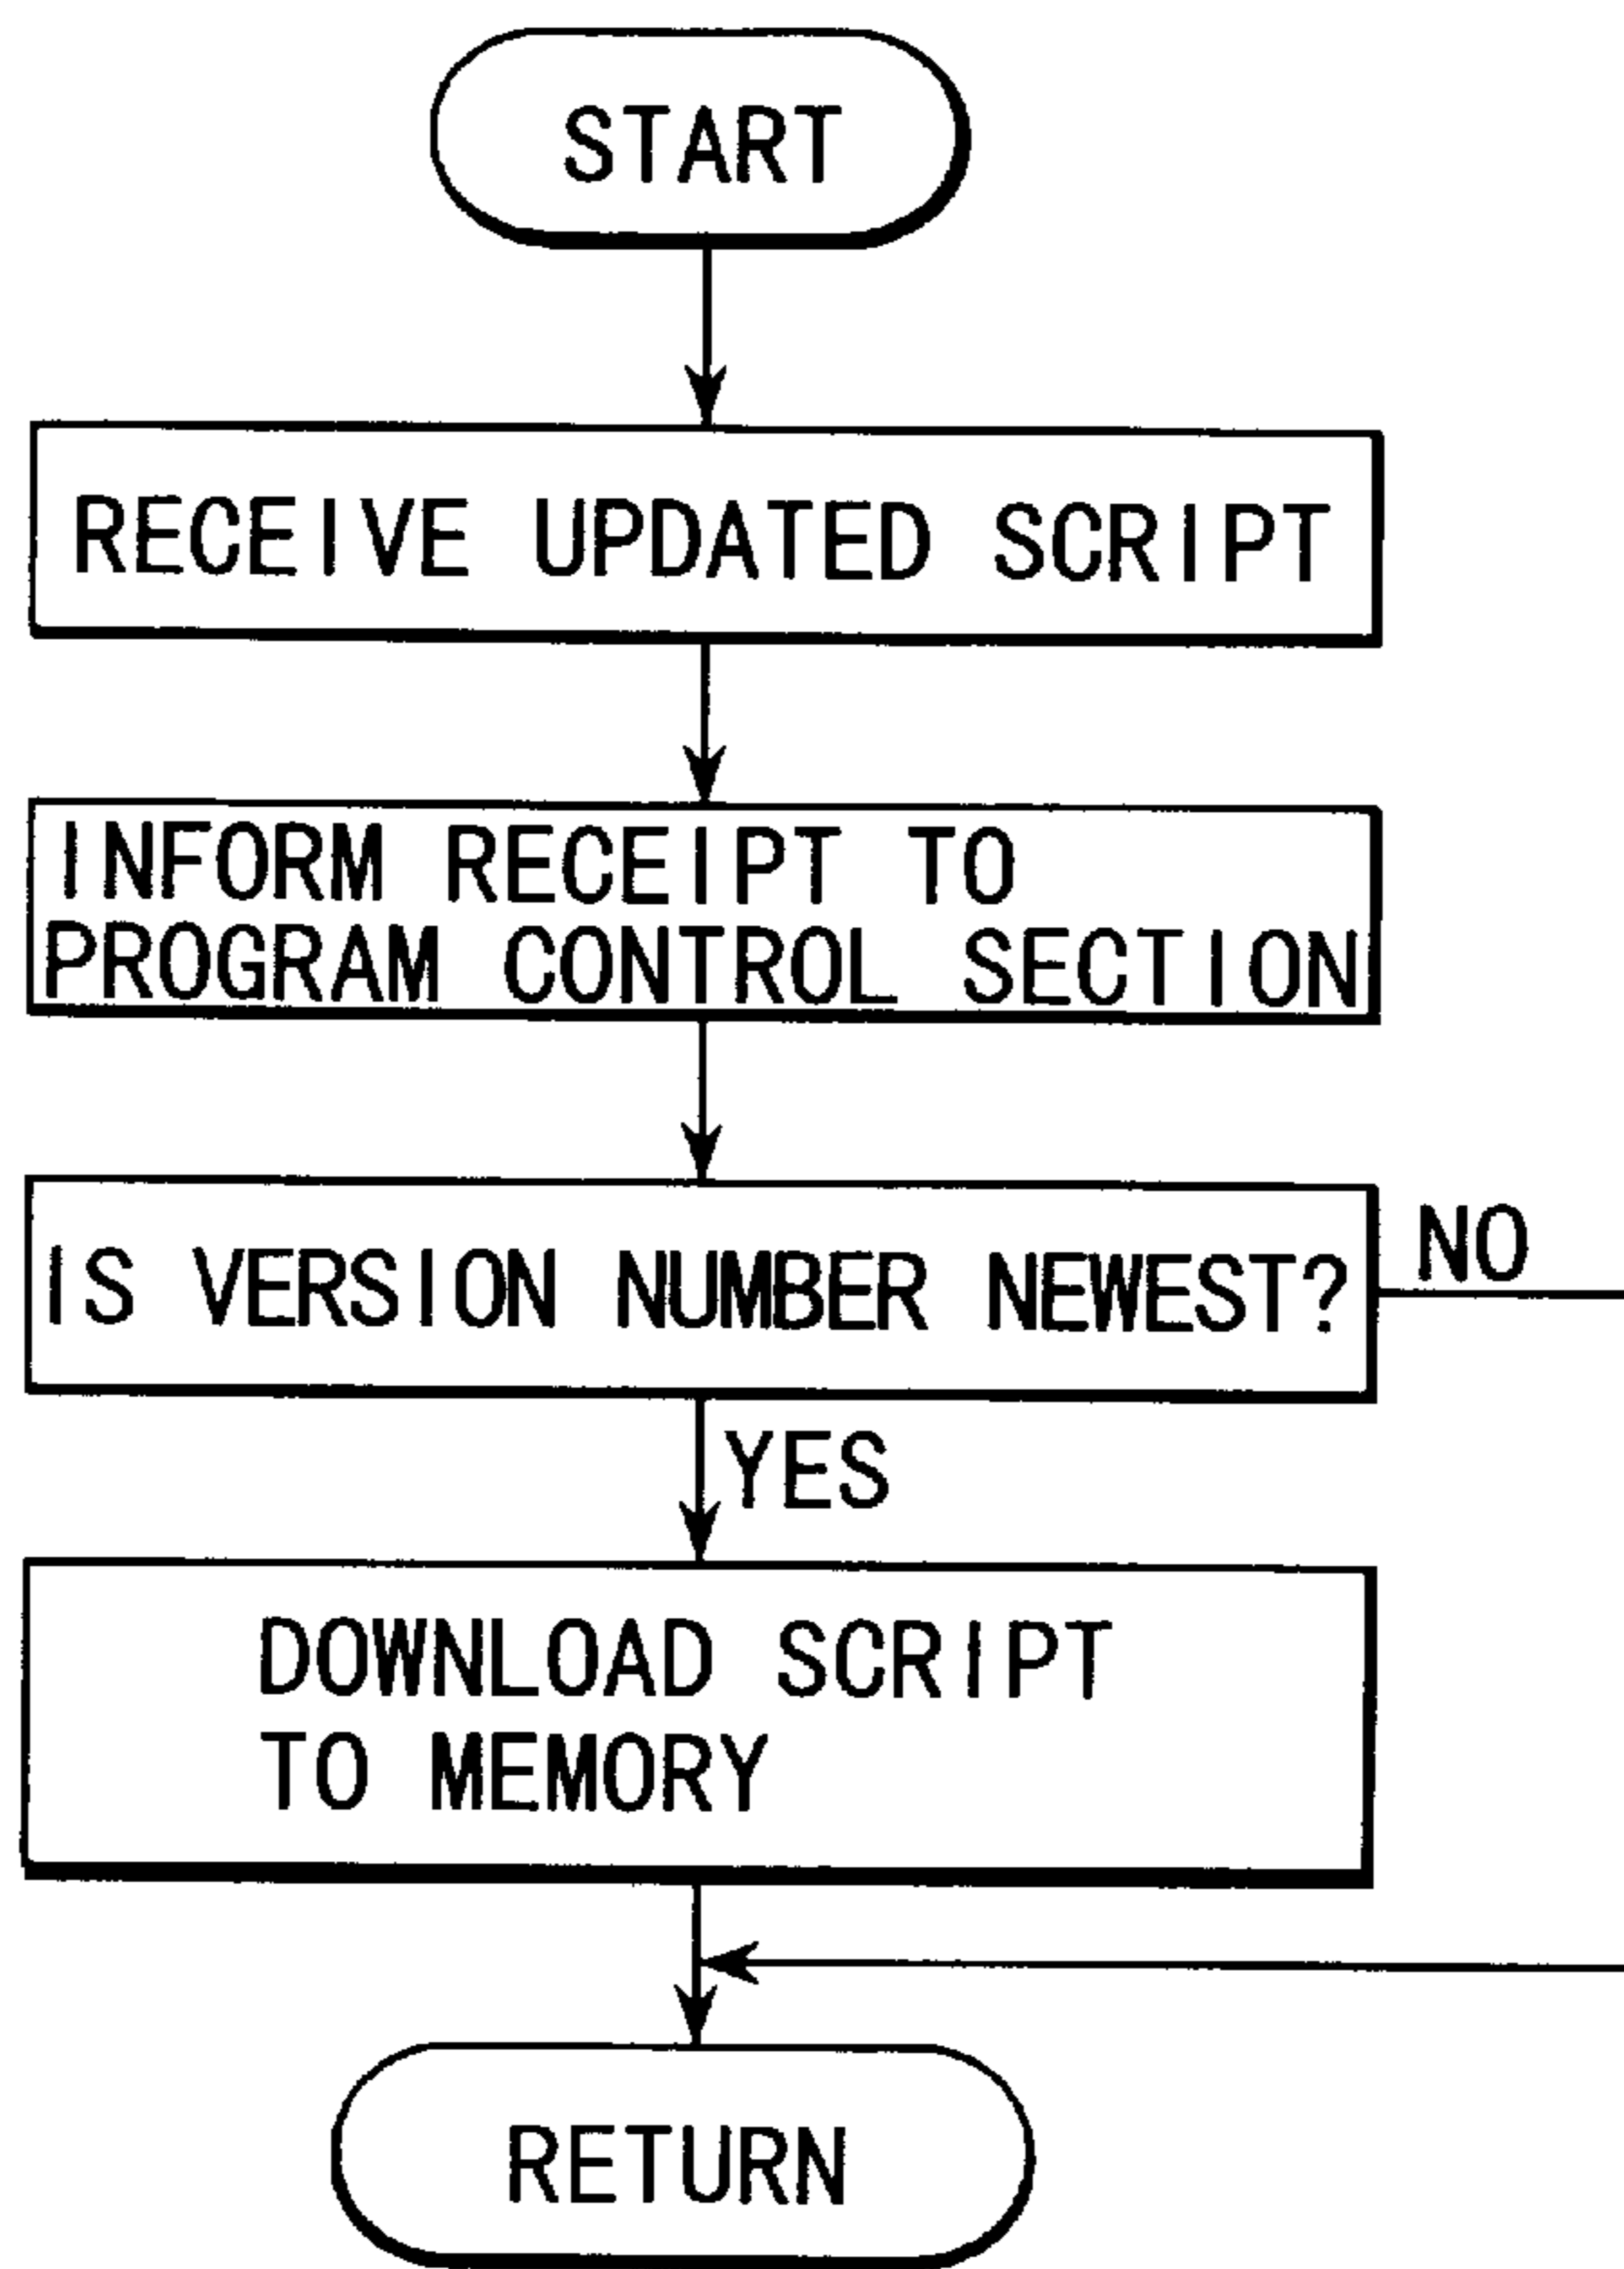 START
RECEIVE UPDATED SCRIPT
INFORM RECEIPT TO
PROGRAM CONTROL SECTION
IS VERSION NUMBER NEWEST?
NO
YES
DOWNLOAD SCRIPT
TO MEMORY
RETURN